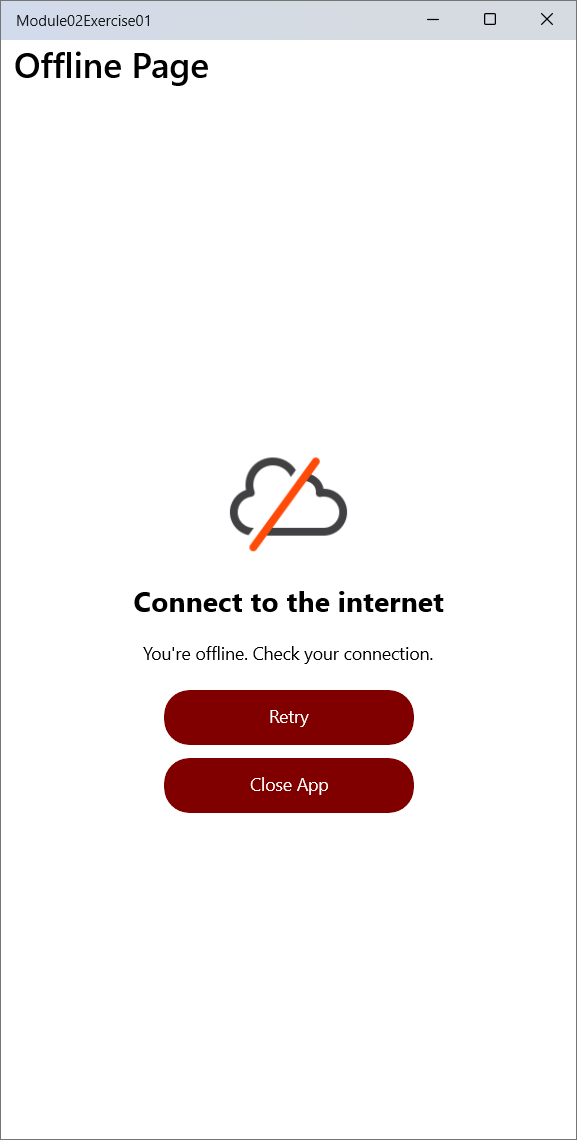 Module02Exercise01
Offline Page
Connect to the internet
You're offline. Check your connection.
Retry
Close App